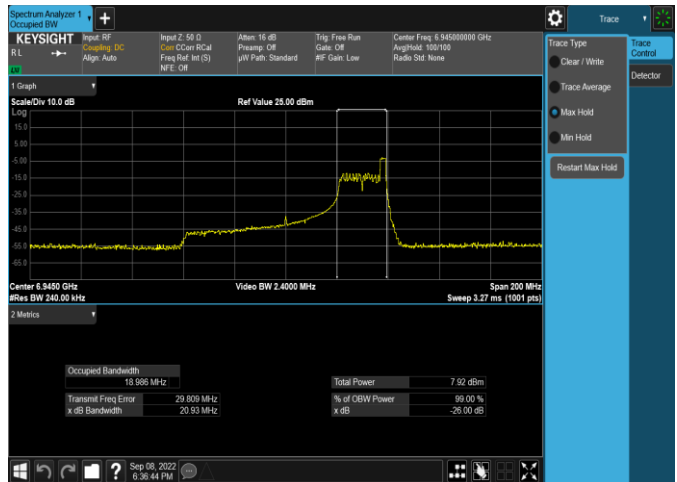 Spectrum Analyzer 1
Occupied BW
+
Trace
KEYSIGHT
R L
LV
Input: RF
Coupling: DC
Align: Auto
Input Z: 50 Ω
Corr CCorr RCal
Freq Ref: Int (S)
NFE: Off
Atten: 16 dB
Preamp: Off
µW Path: Standard
Trig: Free Run
Gate: Off
#IF Gain: Low
Center Freq: 6.945000000 GHz
Avg|Hold: 100/100
Radio Std: None
Trace Type
Clear / Write
Trace Average
Max Hold
Min Hold
Restart Max Hold
Trace
Control
Detector
1 Graph
Scale/Div 10.0 dB
Ref Value 25.00 dBm
Log
15.0
5.00
-5.00
-15.0
-25.0
-35.0
-45.0
-55.0
-65.0
Center 6.9450 GHz
Video BW 2.4000 MHz
Span 200 MHz
#Res BW 240.00 kHz
Sweep 3.27 ms (1001 pts)
2 Metrics
Occupied Bandwidth
18.986 MHz
Total Power 7.92 dBm
Transmit Freq Error 29.809 MHz
% of OBW Power 99.00 %
x dB Bandwidth 20.93 MHz
x dB -26.00 dB
?
Sep 08, 2022
6:36:44 PM